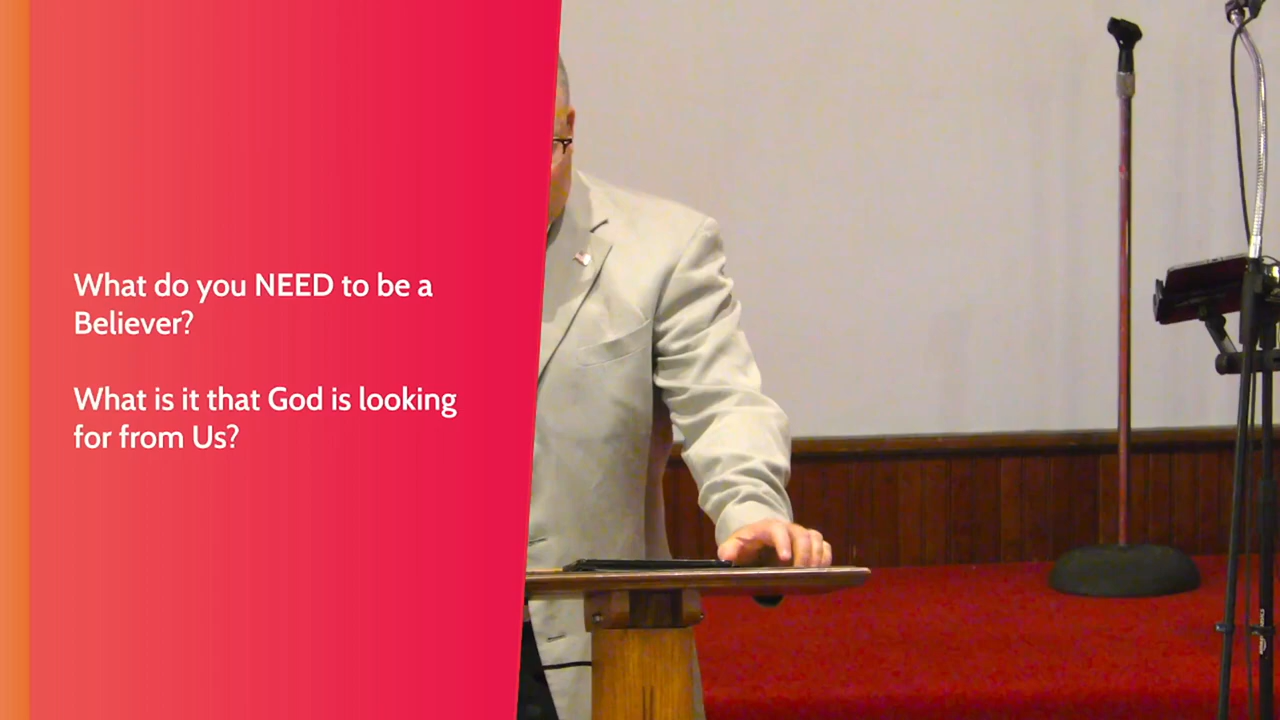 What do you NEED to be a
Believer?
What is it that God is looking
for from Us?